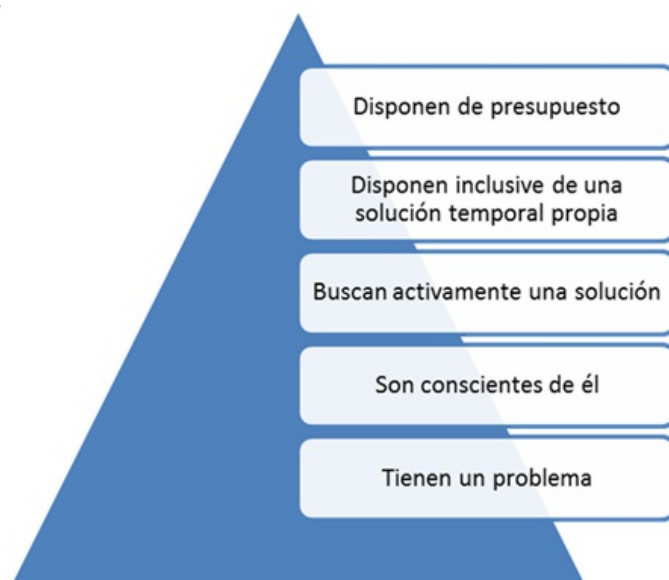 Disponen de presupuesto
Disponen inclusive de una
solución temporal propia
Buscan activamente una solución
Son conscientes de él
Tienen un problema